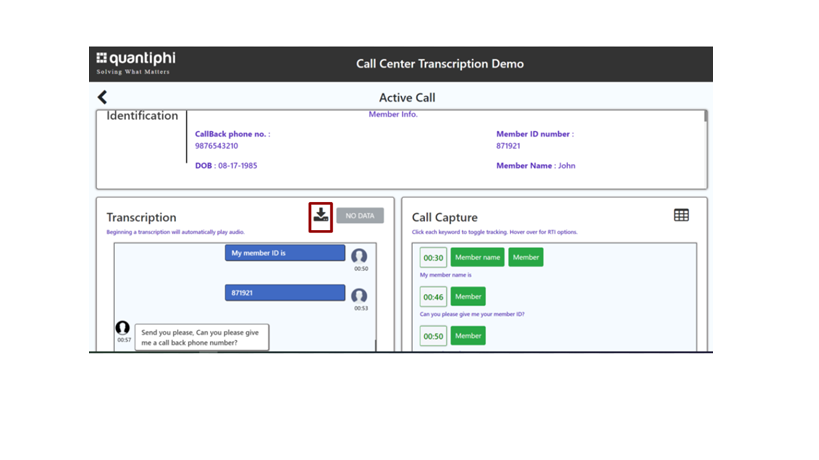 quantiphi
Solving What Matters
Call Center Transcription Demo
Active Call
Identification
Member Info.
CallBack phone no. :
9876543210
DOB : 08-17-1985
Member ID number :
871921
Member Name : John
Transcription
NO DATA
Beginning a transcription will automatically play audio.
My member ID is
00:50
871921
00:53
00:57
Send you please, Can you please give
me a call back phone number?
Call Capture
Click each keyword to toggle tracking. Hover over for RTI options.
00:30 Member name Member
My member name is
00:46 Member
Can you please give me your member ID?
00:50 Member